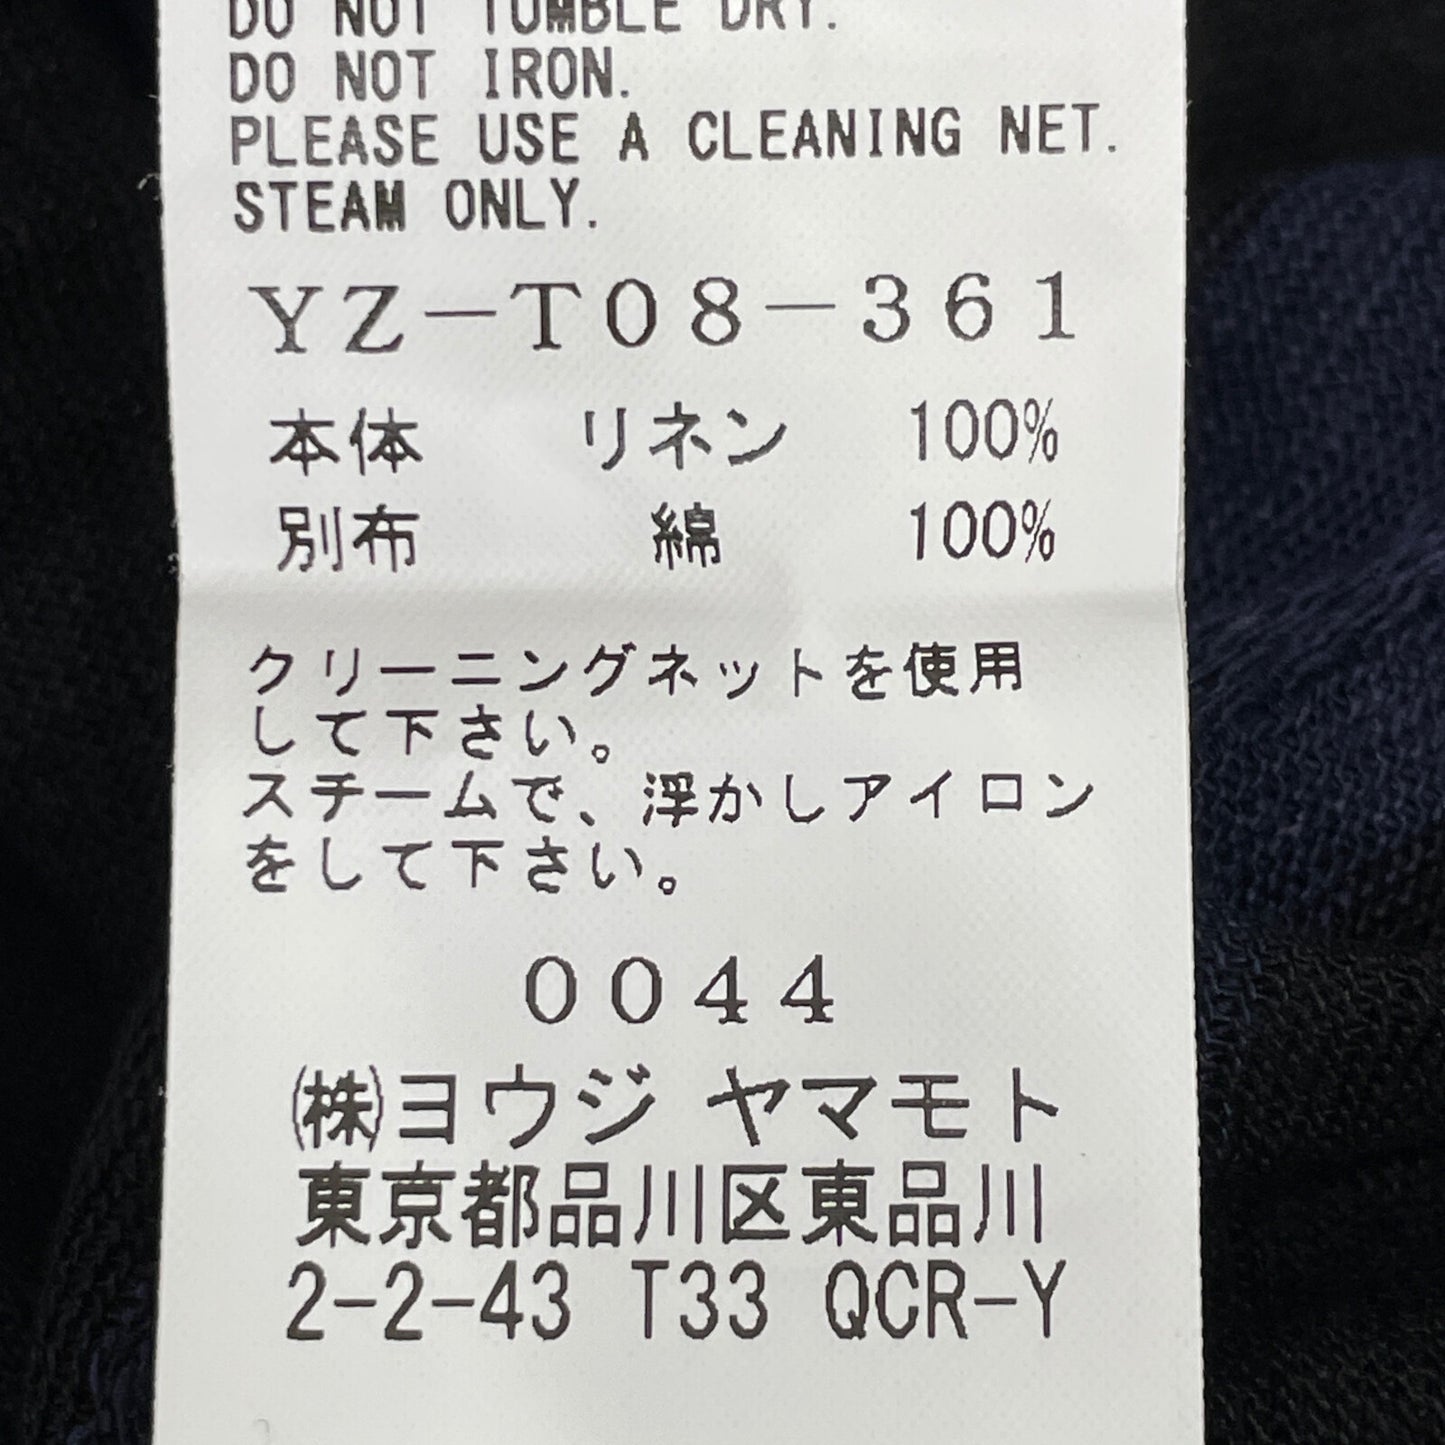 DO NOT TUMBLE DRY.
DO NOT IRON.
PLEASE USE A CLEANING NET.
STEAM ONLY.
YZ-T08-361
本体 リネン 100%
別布 綿 100%
クリーニングネットを使用
して下さい。
スチームで、浮かしアイロン
をして下さい。
0044
㈱ヨウジ ヤマモト
東京都品川区東品川
2-2-43 T33 QCR-Y